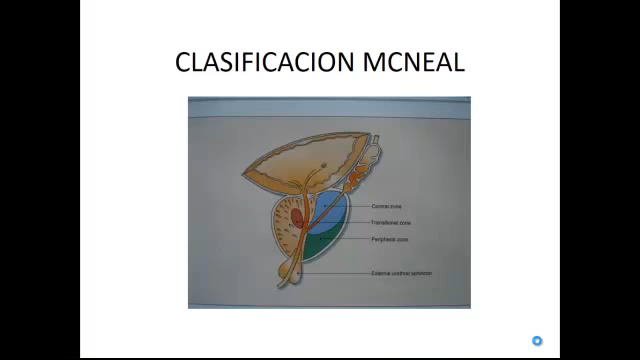 CLASIFICACION MCNEAL
Central zone
Transitional zone
Peripheral zone
External urethral sphincter